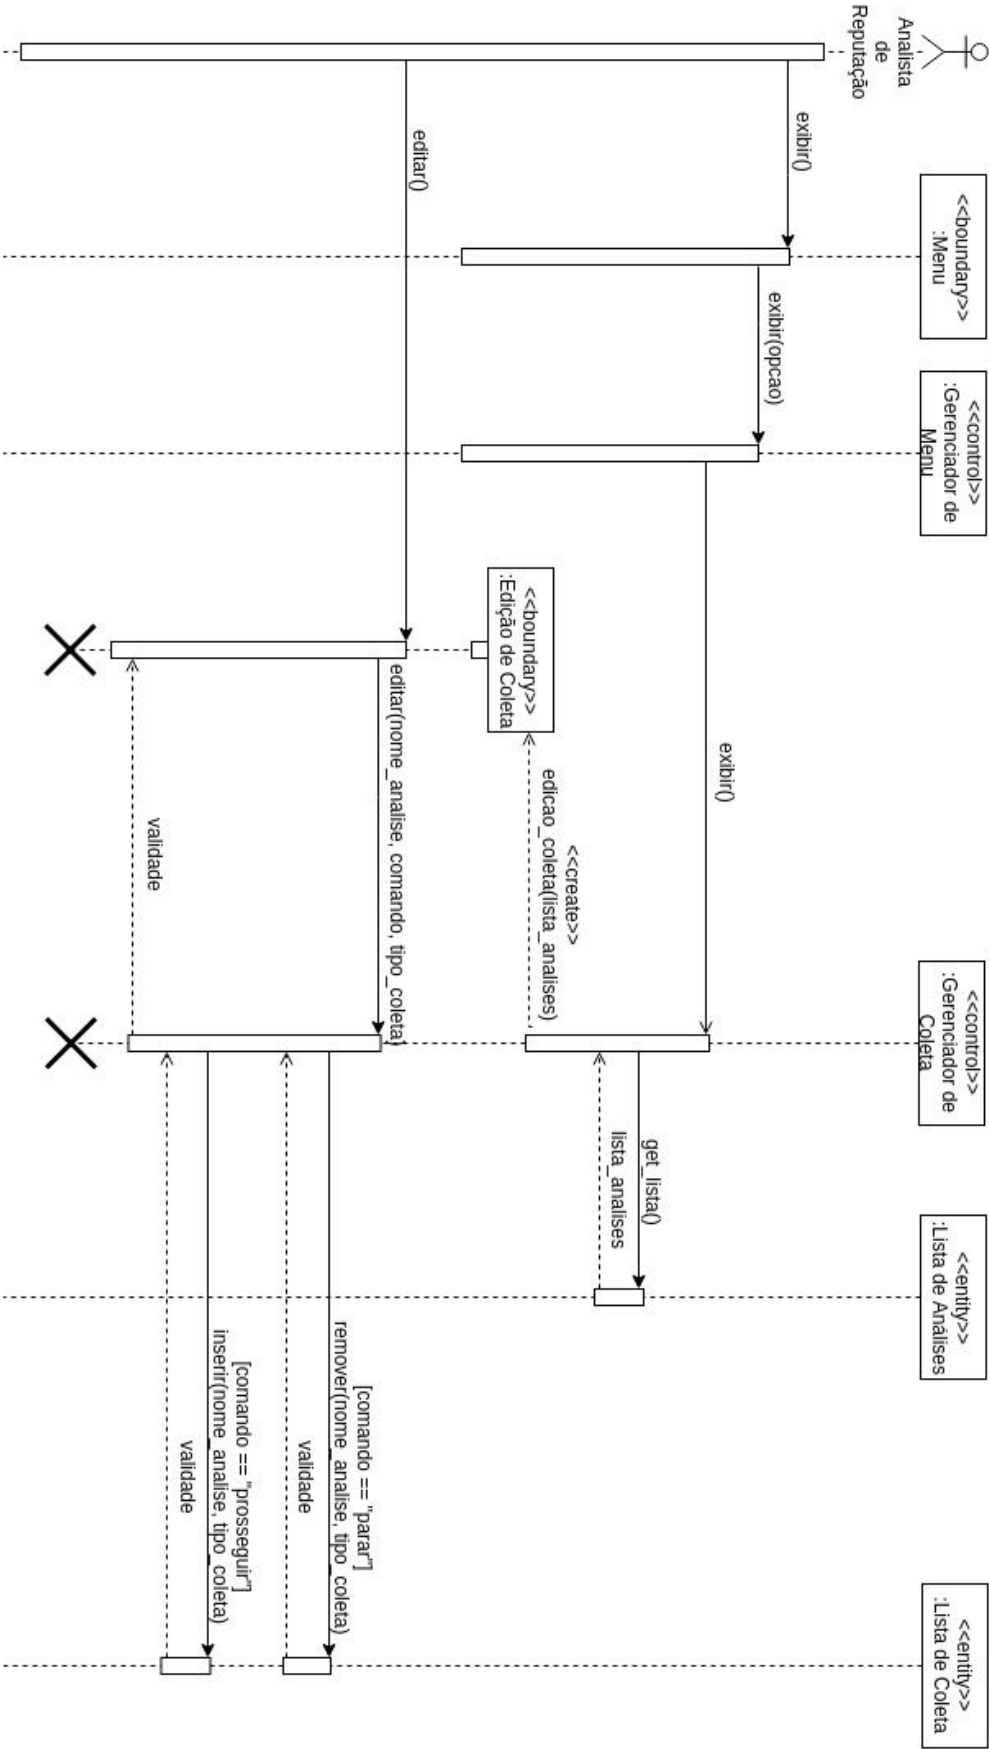 Analista
de
Reputação
<<boundary>>
:Menu
<<control>>
:Gerenciador de
Menu
<<control>>
:Gerenciador de
Coleta
<<entity>>
:Lista de Análises
<<entity>>
:Lista de Coleta
exibir()
exibir(opcao)
exibir()
get_lista()
lista_analises
<<create>>
edicao_coleta(lista_analises)
<<boundary>>
:Edição de Coleta
editar()
editar(nome_analise, comando, tipo_coleta)
[comando == "parar"]
remover(nome_analise, tipo_coleta)
validade
[comando == "prosseguir"]
inserir(nome_analise, tipo_coleta)
validade
validade